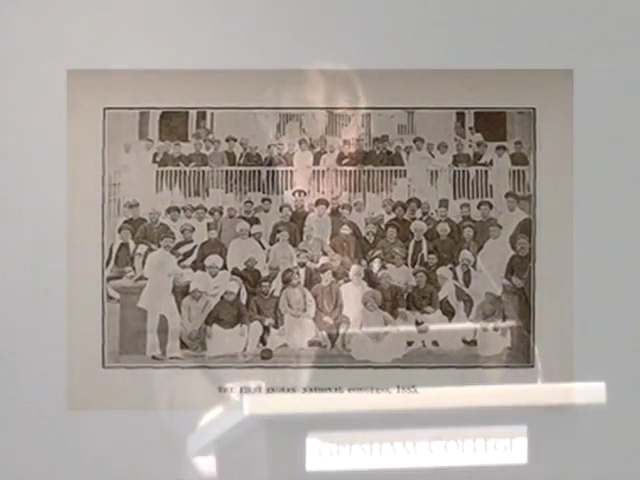 THE FIRST INDIAN NATIONAL CONGRESS, 1885.
COLLEGE